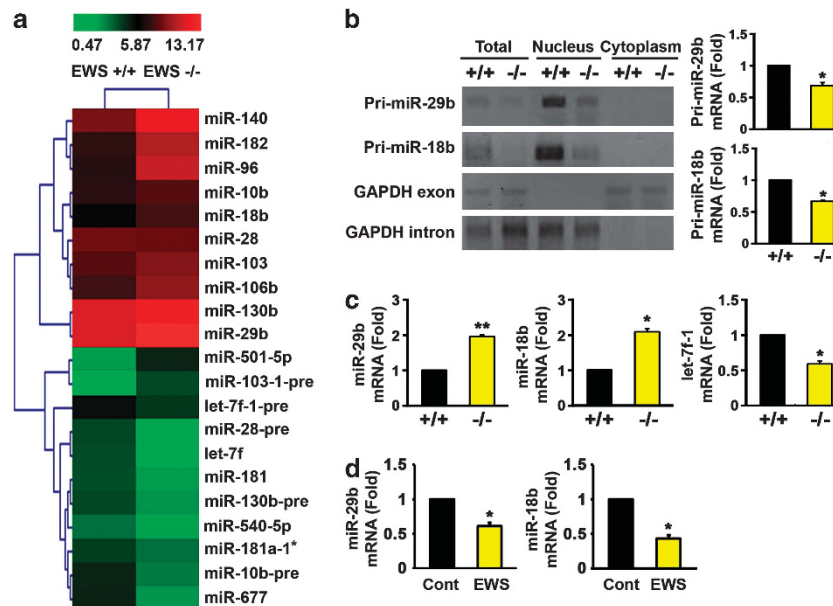 a
0.47 5.87 13.17
EWS +/+ EWS -/-
miR-140
miR-182
miR-96
miR-10b
miR-18b
miR-28
miR-103
miR-106b
miR-130b
miR-29b
miR-501-5p
miR-103-1-pre
let-7f-1-pre
miR-28-pre
let-7f
miR-181
miR-130b-pre
miR-540-5p
miR-181a-1*
miR-10b-pre
miR-677
b
Total Nucleus Cytoplasm
+/+ -/- +/+ -/- +/+ -/-
Pri-miR-29b
Pri-miR-18b
GAPDH exon
GAPDH intron
Pri-miR-29b
mRNA (Fold)
1.5
1
0.5
0
*
Pri-miR-18b
mRNA (Fold)
1.5
1
0.5
0
*
+/+ -/-
c
miR-29b
mRNA (Fold)
3
2
1
0
**
+/+ -/-
miR-18b
mRNA (Fold)
3
2
1
0
*
+/+ -/-
let-7f-1
mRNA (Fold)
1.5
1
0.5
0
*
+/+ -/-
d
miR-29b
mRNA (Fold)
1.5
1
0.5
0
*
Cont EWS
miR-18b
mRNA (Fold)
1.5
1
0.5
0
*
Cont EWS